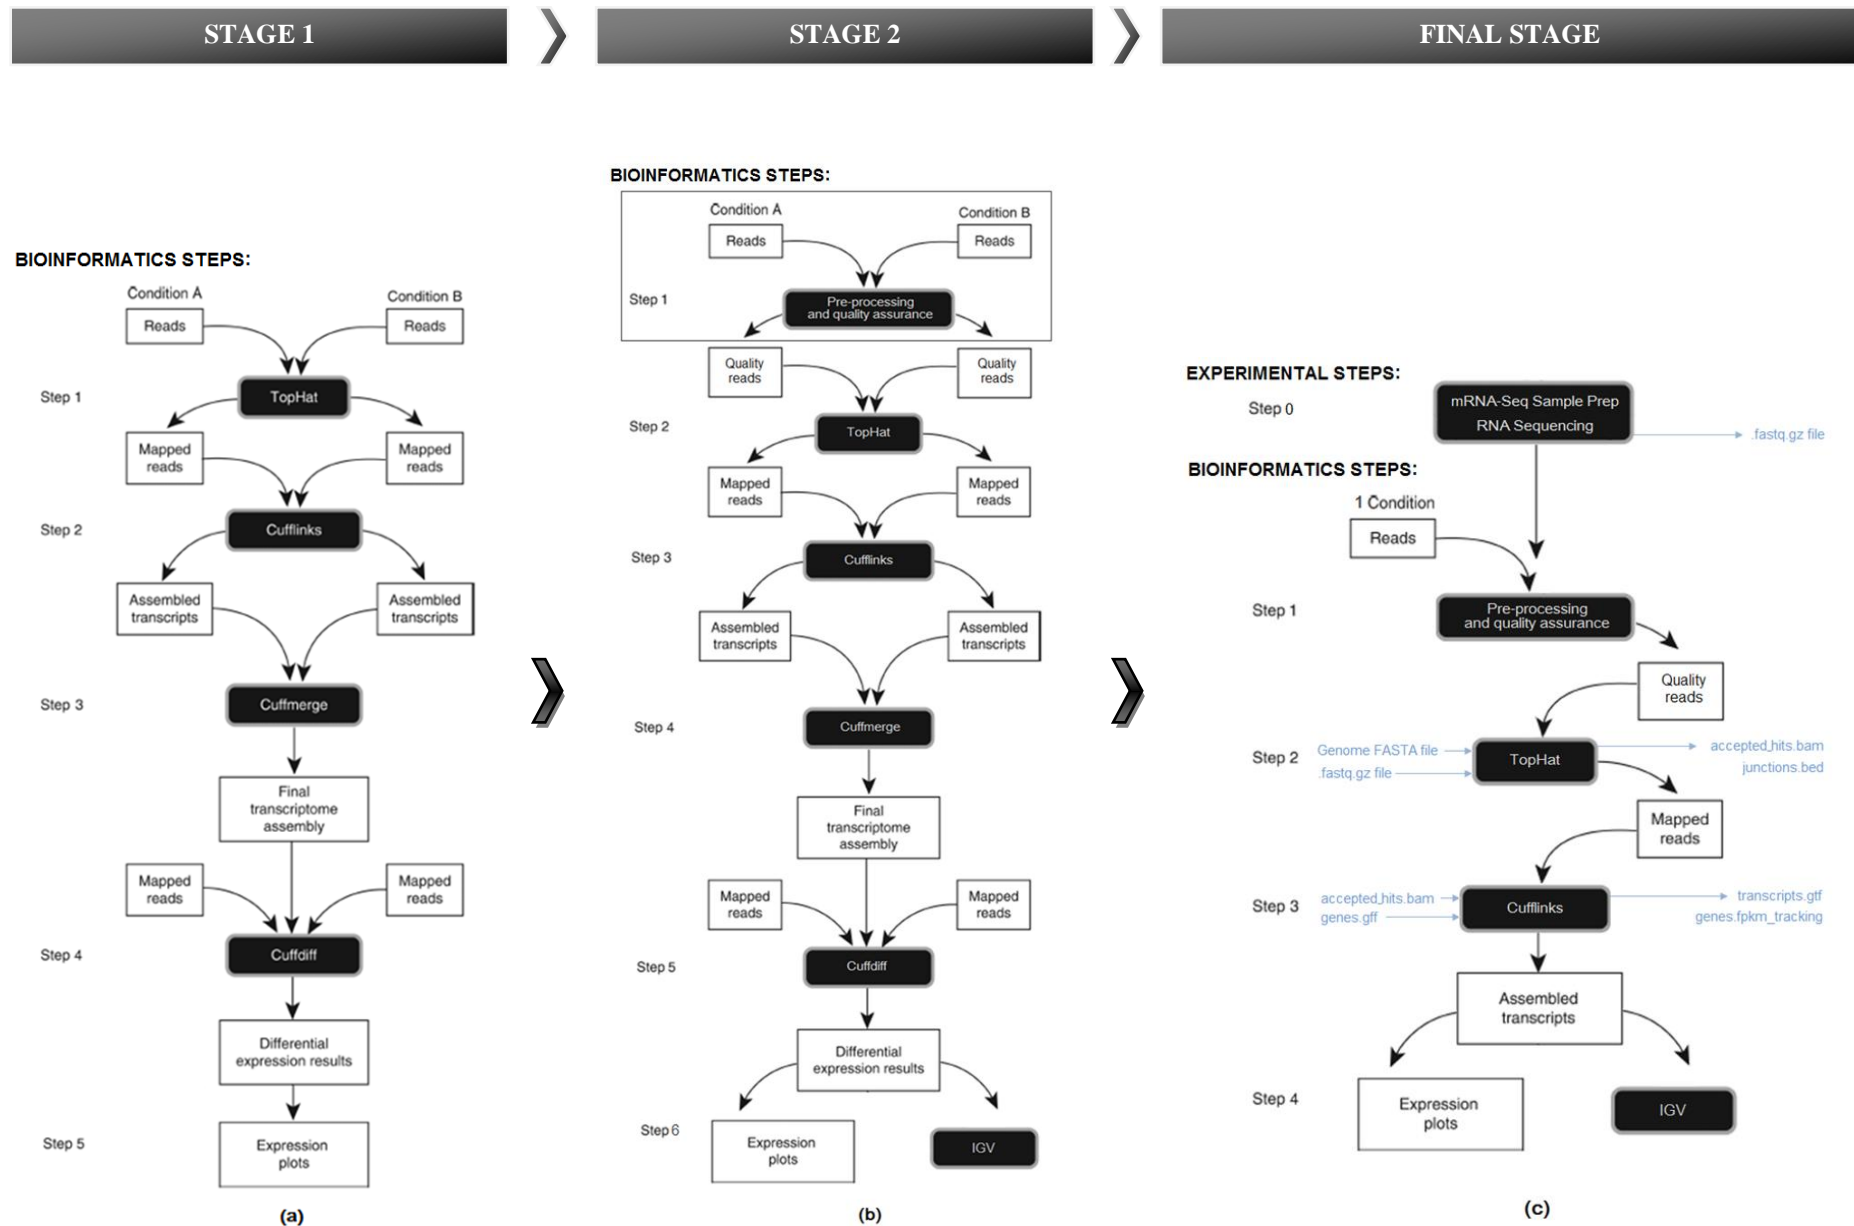 STAGE 1
STAGE 2
FINAL STAGE
BIOINFORMATICS STEPS:
Condition A
Condition B
Reads
Reads
Step 1
TopHat
Mapped
reads
Mapped
reads
Step 2
Cufflinks
Assembled
transcripts
Assembled
transcripts
Step 3
Cuffmerge
Final
transcriptome
assembly
Mapped
reads
Mapped
reads
Step 4
Cuffdiff
Differential
expression results
Step 5
Expression
plots
(a)
BIOINFORMATICS STEPS:
Condition A
Condition B
Reads
Reads
Step 1
Pre-processing
and quality assurance
Quality
reads
Quality
reads
Step 2
TopHat
Mapped
reads
Mapped
reads
Step 3
Cufflinks
Assembled
transcripts
Assembled
transcripts
Step 4
Cuffmerge
Final
transcriptome
assembly
Mapped
reads
Mapped
reads
Step 5
Cuffdiff
Differential
expression results
Step 6
Expression
plots
IGV
(b)
EXPERIMENTAL STEPS:
Step 0
mRNA-Seq Sample Prep
RNA Sequencing
.fastq.gz file
BIOINFORMATICS STEPS:
1 Condition
Reads
Step 1
Pre-processing
and quality assurance
Quality
reads
Step 2
Genome FASTA file
.fastq.gz file
TopHat
accepted_hits.bam
junctions.bed
Mapped
reads
Step 3
accepted_hits.bam
genes.gff
Cufflinks
transcripts.gtf
genes.fpkm_tracking
Assembled
transcripts
Step 4
Expression
plots
IGV
(c)